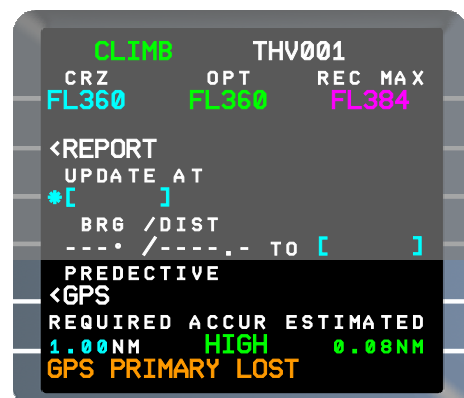 CLIMB THV001
CRZ OPT REC MAX
FL360 FL360 FL384
<REPORT
UPDATE AT
*[ ]
BRG /DIST
---° /----.- TO [ ]
PREDECTIVE
<GPS
REQUIRED ACCUR ESTIMATED
1.00NM HIGH 0.08NM
GPS PRIMARY LOST